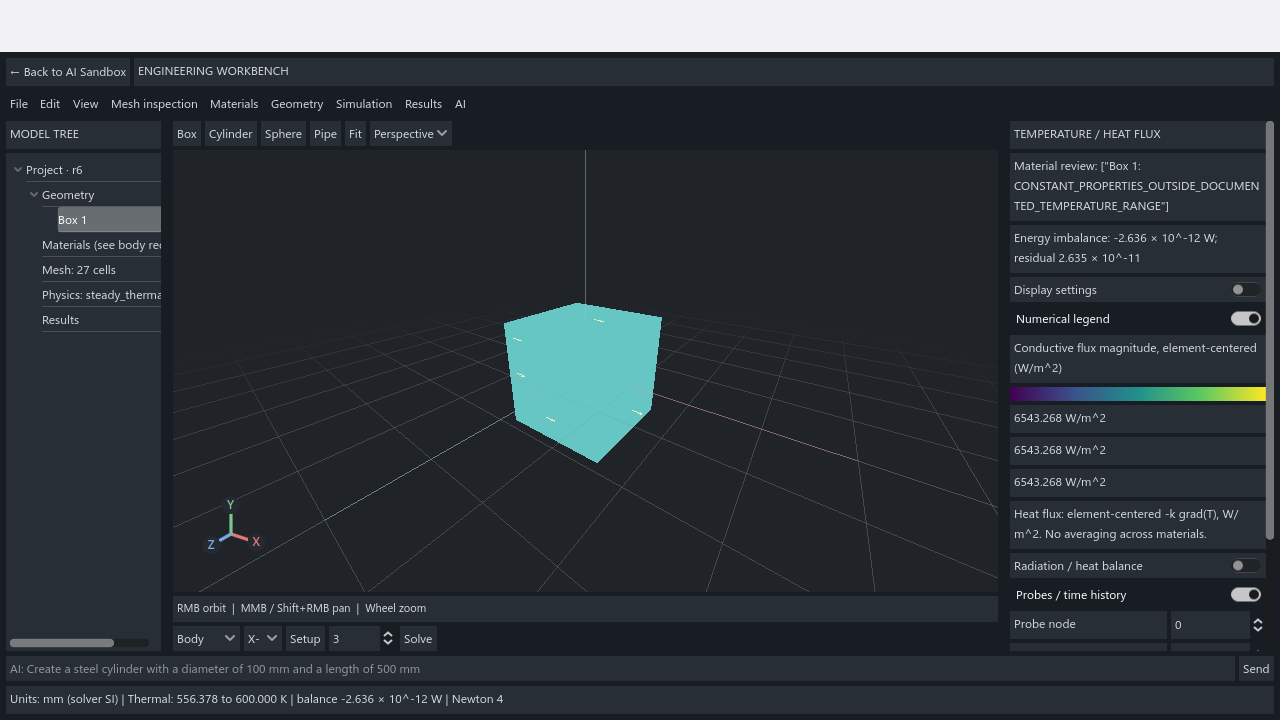 ← Back to AI Sandbox
ENGINEERING WORKBENCH
File Edit View Mesh inspection Materials Geometry Simulation Results AI
MODEL TREE
Project · r6
Geometry
Box 1
Materials (see body rec
Mesh: 27 cells
Physics: steady_therma
Results
Box Cylinder Sphere Pipe Fit Perspective
Y
Z
X
RMB orbit | MMB / Shift+RMB pan | Wheel zoom
Body X- Setup 3 Solve
TEMPERATURE / HEAT FLUX
Material review: ["Box 1:
CONSTANT_PROPERTIES_OUTSIDE_DOCUMEN
TED_TEMPERATURE_RANGE"]
Energy imbalance: -2.636 × 10^-12 W;
residual 2.635 × 10^-11
Display settings
Numerical legend
Conductive flux magnitude, element-centered
(W/m^2)
6543.268 W/m^2
6543.268 W/m^2
6543.268 W/m^2
Heat flux: element-centered -k grad(T), W/
m^2. No averaging across materials.
Radiation / heat balance
Probes / time history
Probe node 0
AI: Create a steel cylinder with a diameter of 100 mm and a length of 500 mm
Send
Units: mm (solver SI) | Thermal: 556.378 to 600.000 K | balance -2.636 × 10^-12 W | Newton 4